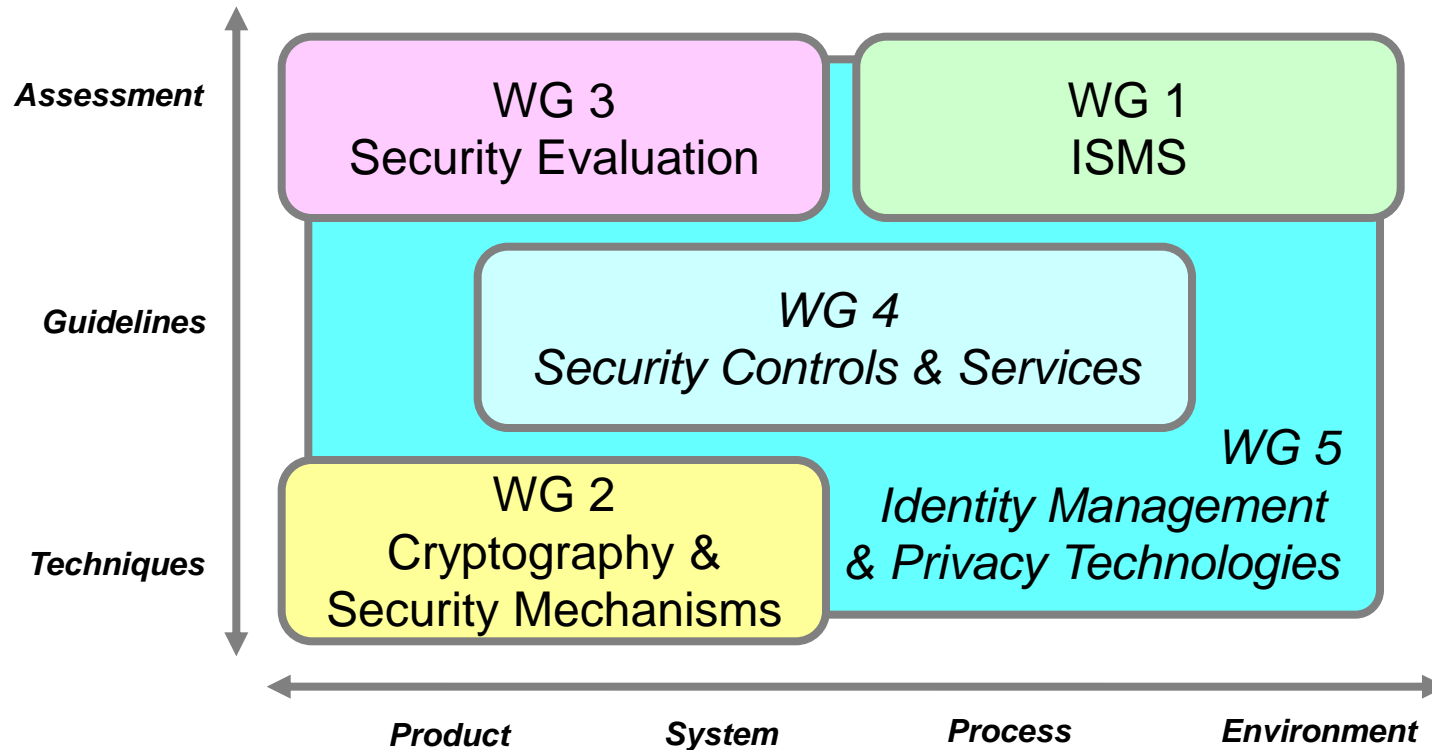 Assessment
WG 3
Security Evaluation
WG 1
ISMS
Guidelines
WG 4
Security Controls & Services
WG 5
Identity Management
& Privacy Technologies
Techniques
WG 2
Cryptography &
Security Mechanisms
Product
System
Process
Environment